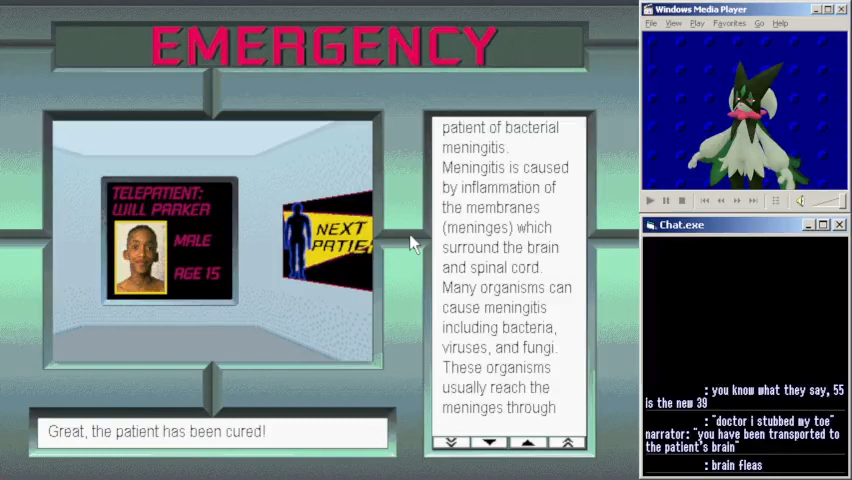 EMERGENCY
TELEPATIENT:
WILL PARKER
MALE
AGE 15
NEXT
Great, the patient has been cured!
patient of bacterial
meningitis.
Meningitis is caused
by inflammation of
the membranes
(meninges) which
surround the brain
and spinal cord.
Many organisms can
cause meningitis
including bacteria,
viruses, and fungi.
These organisms
usually reach the
meninges through
Windows Media Player
File View Play Favorites Go Help
Chat.exe
: you know what they say, 55
is the new 39
: "doctor i stubbed my toe"
narrator: "you have been transported to
the patient's brain"
: brain fleas